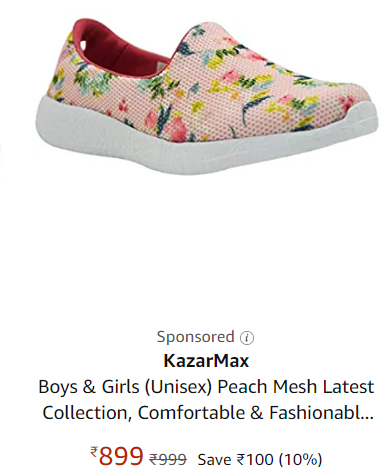 Sponsored
KazarMax
Boys & Girls (Unisex) Peach Mesh Latest
Collection, Comfortable & Fashionabl...
₹899 ₹999 Save ₹100 (10%)